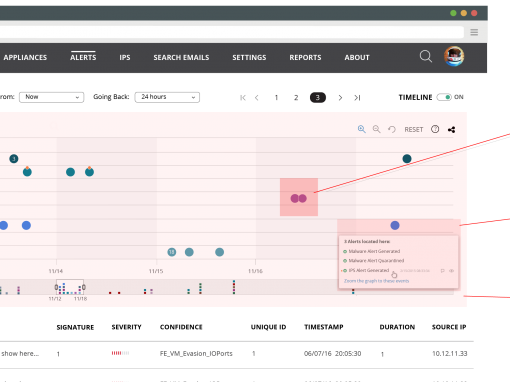 APPLIANCES ALERTS IPS SEARCH EMAILS SETTINGS REPORTS ABOUT
rom: Now Going Back: 24 hours < < 1 2 3 > > TIMELINE ON
RESET
3
13
3 Alerts located here:
Malware Alert Generated
Malware Alert Quarantined
IPS Alert Generated
Zoom the graph to these events
11/14 11/15 11/16
11/12 11/18
SIGNATURE SEVERITY CONFIDENCE UNIQUE ID TIMESTAMP DURATION SOURCE IP
show here... 1 FE_VM_Evasion_IOPorts 1 06/07/16 20:05:30 1 10.12.11.33